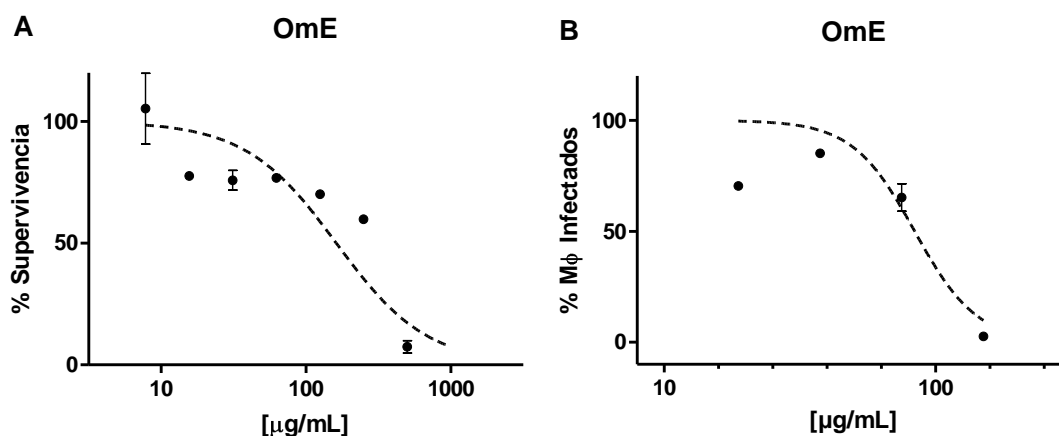 A
OmE
% Supervivencia
100
50
0
10
100
1000
[μg/mL]
B
OmE
% Mϕ Infectados
100
50
0
10
100
[µg/mL]